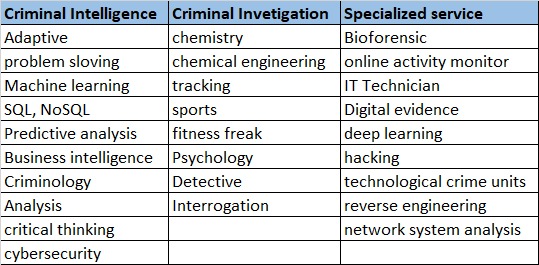 Criminal Intelligence Criminal Invetigation Specialized service
Adaptive chemistry Bioforensic
problem sloving chemical engineering online activity monitor
Machine learning tracking IT Technician
SQL, NoSQL sports Digital evidence
Predictive analysis fitness freak deep learning
Business intelligence Psychology hacking
Criminology Detective technological crime units
Analysis Interrogation reverse engineering
critical thinking network system analysis
cybersecurity